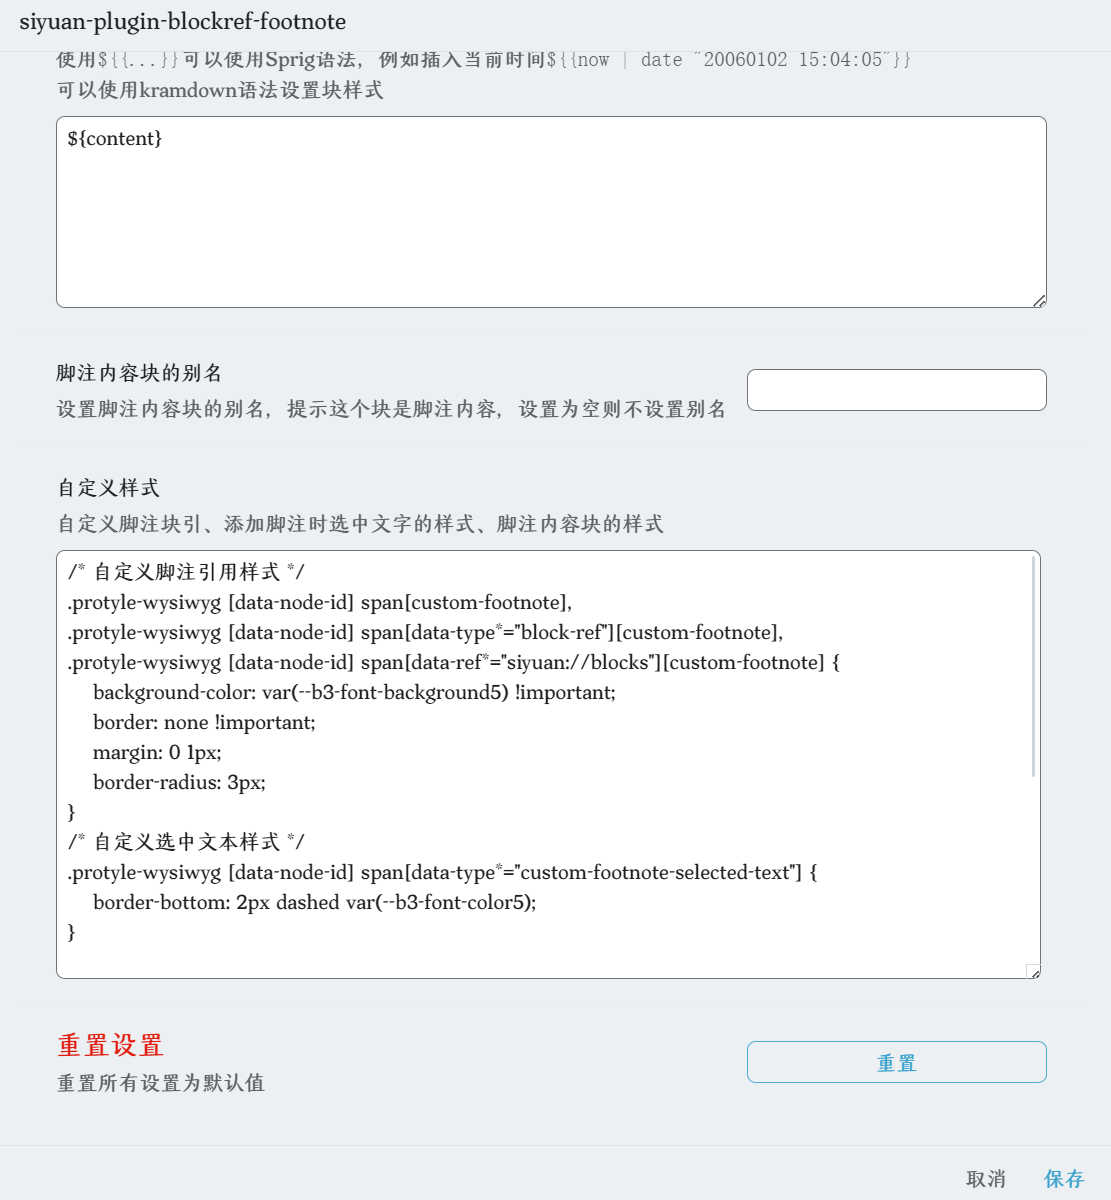 siyuan-plugin-blockref-footnote
使用${{...}}可以使用Sprig语法，例如插入当前时间${{now | date "20060102 15:04:05"}}
可以使用kramdown语法设置块样式
${content}
脚注内容块的别名
设置脚注内容块的别名，提示这个块是脚注内容，设置为空则不设置别名
自定义样式
自定义脚注块引、添加脚注时选中文字的样式、脚注内容块的样式
/* 自定义脚注引用样式 */
.protyle-wysiwyg [data-node-id] span[custom-footnote],
.protyle-wysiwyg [data-node-id] span[data-type*="block-ref"][custom-footnote],
.protyle-wysiwyg [data-node-id] span[data-ref*="siyuan://blocks"][custom-footnote] {
    background-color: var(--b3-font-background5) !important;
    border: none !important;
    margin: 0 1px;
    border-radius: 3px;
}
/* 自定义选中文本样式 */
.protyle-wysiwyg [data-node-id] span[data-type*="custom-footnote-selected-text"] {
    border-bottom: 2px dashed var(--b3-font-color5);
}
重置设置
重置所有设置为默认值
重置
取消
保存